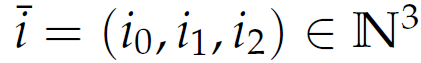 ī = (i₀, i₁, i₂) ∈ ℕ³